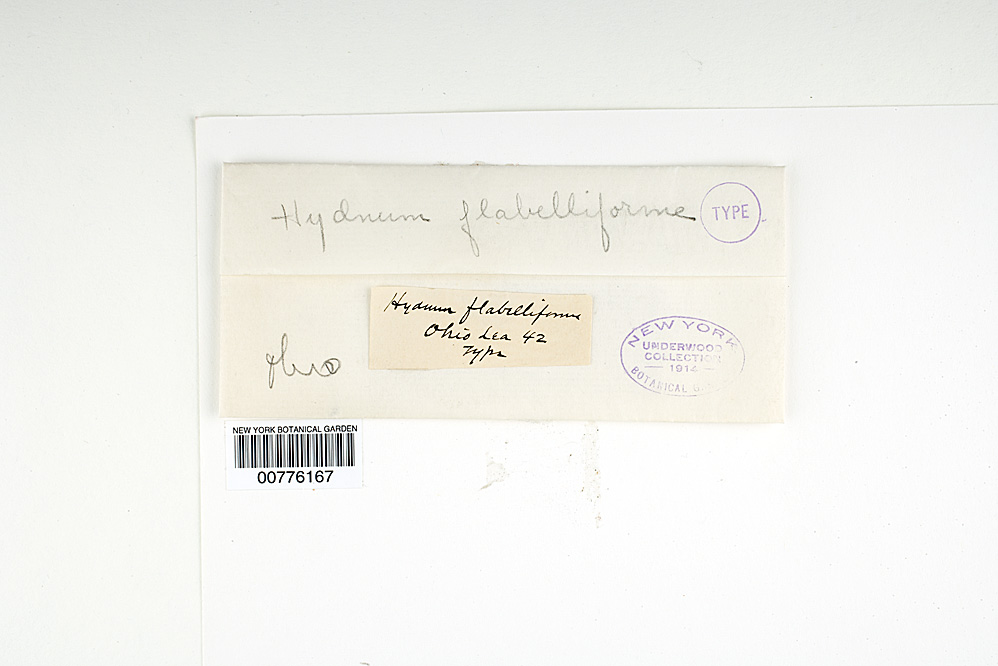 Hydnum flabelliforme
TYPE
Hydnum flabelliforme
Ohio Lea 42
Type
Ohio
NEW YORK
UNDERWOOD
COLLECTION
1914
BOTANICAL
NEW YORK BOTANICAL GARDEN
00776167